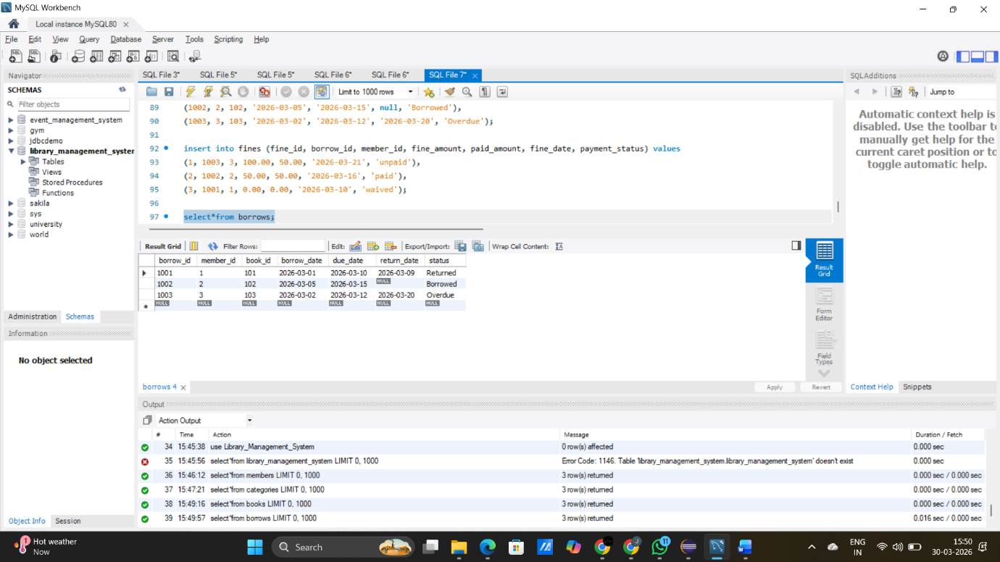 MySQL Workbench
Local instance MySQL80
File Edit View Query Database Server Tools Scripting Help
Navigator
SCHEMAS
Filter objects
event_management_system
gym
jdbcdemo
library_management_system
Tables
Views
Stored Procedures
Functions
sakila
sys
university
world
Administration Schemas
Information
No object selected
Object Info Session
SQL File 3* SQL File 5* SQL File 5* SQL File 6* SQL File 6* SQL File 7*
Limit to 1000 rows
89 (1002, 2, 102, '2026-03-05', '2026-03-15', null, 'Borrowed'),
90 (1003, 3, 103, '2026-03-02', '2026-03-12', '2026-03-20', 'Overdue');
91
92 insert into fines (fine_id, borrow_id, member_id, fine_amount, paid_amount, fine_date, payment_status) values
93 (1, 1003, 3, 100.00, 50.00, '2026-03-21', 'unpaid'),
94 (2, 1002, 2, 50.00, 50.00, '2026-03-16', 'paid'),
95 (3, 1001, 1, 0.00, 0.00, '2026-03-10', 'waived');
96
97 select*from borrows;
Result Grid Filter Rows: Edit: Export/Import: Wrap Cell Content:
borrow_id member_id book_id borrow_date due_date return_date status
1001 1 101 2026-03-01 2026-03-10 2026-03-09 Returned
1002 2 102 2026-03-05 2026-03-15 NULL Borrowed
1003 3 103 2026-03-02 2026-03-12 2026-03-20 Overdue
NULL NULL NULL NULL NULL NULL NULL
Result Grid
Form Editor
Field Types
borrows 4
Apply Revert
SQLAdditions
Jump to
Automatic context help is
disabled. Use the toolbar to
manually get help for the
current caret position or to
toggle automatic help.
Context Help Snippets
Output
Action Output
# Time Action Message Duration / Fetch
34 15:45:38 use Library_Management_System 0 row(s) affected 0.000 sec
35 15:45:56 select*from library_management_system LIMIT 0, 1000 Error Code: 1146. Table 'library_management_system.library_management_system' doesn't exist 0.000 sec
36 15:46:12 select*from members LIMIT 0, 1000 3 row(s) returned 0.000 sec / 0.000 sec
37 15:47:21 select*from categories LIMIT 0, 1000 3 row(s) returned 0.000 sec / 0.000 sec
38 15:49:16 select*from books LIMIT 0, 1000 3 row(s) returned 0.000 sec / 0.000 sec
39 15:49:57 select*from borrows LIMIT 0, 1000 3 row(s) returned 0.016 sec / 0.000 sec
1
Hot weather
Now
Search
11
ENG
IN
15:50
30-03-2026